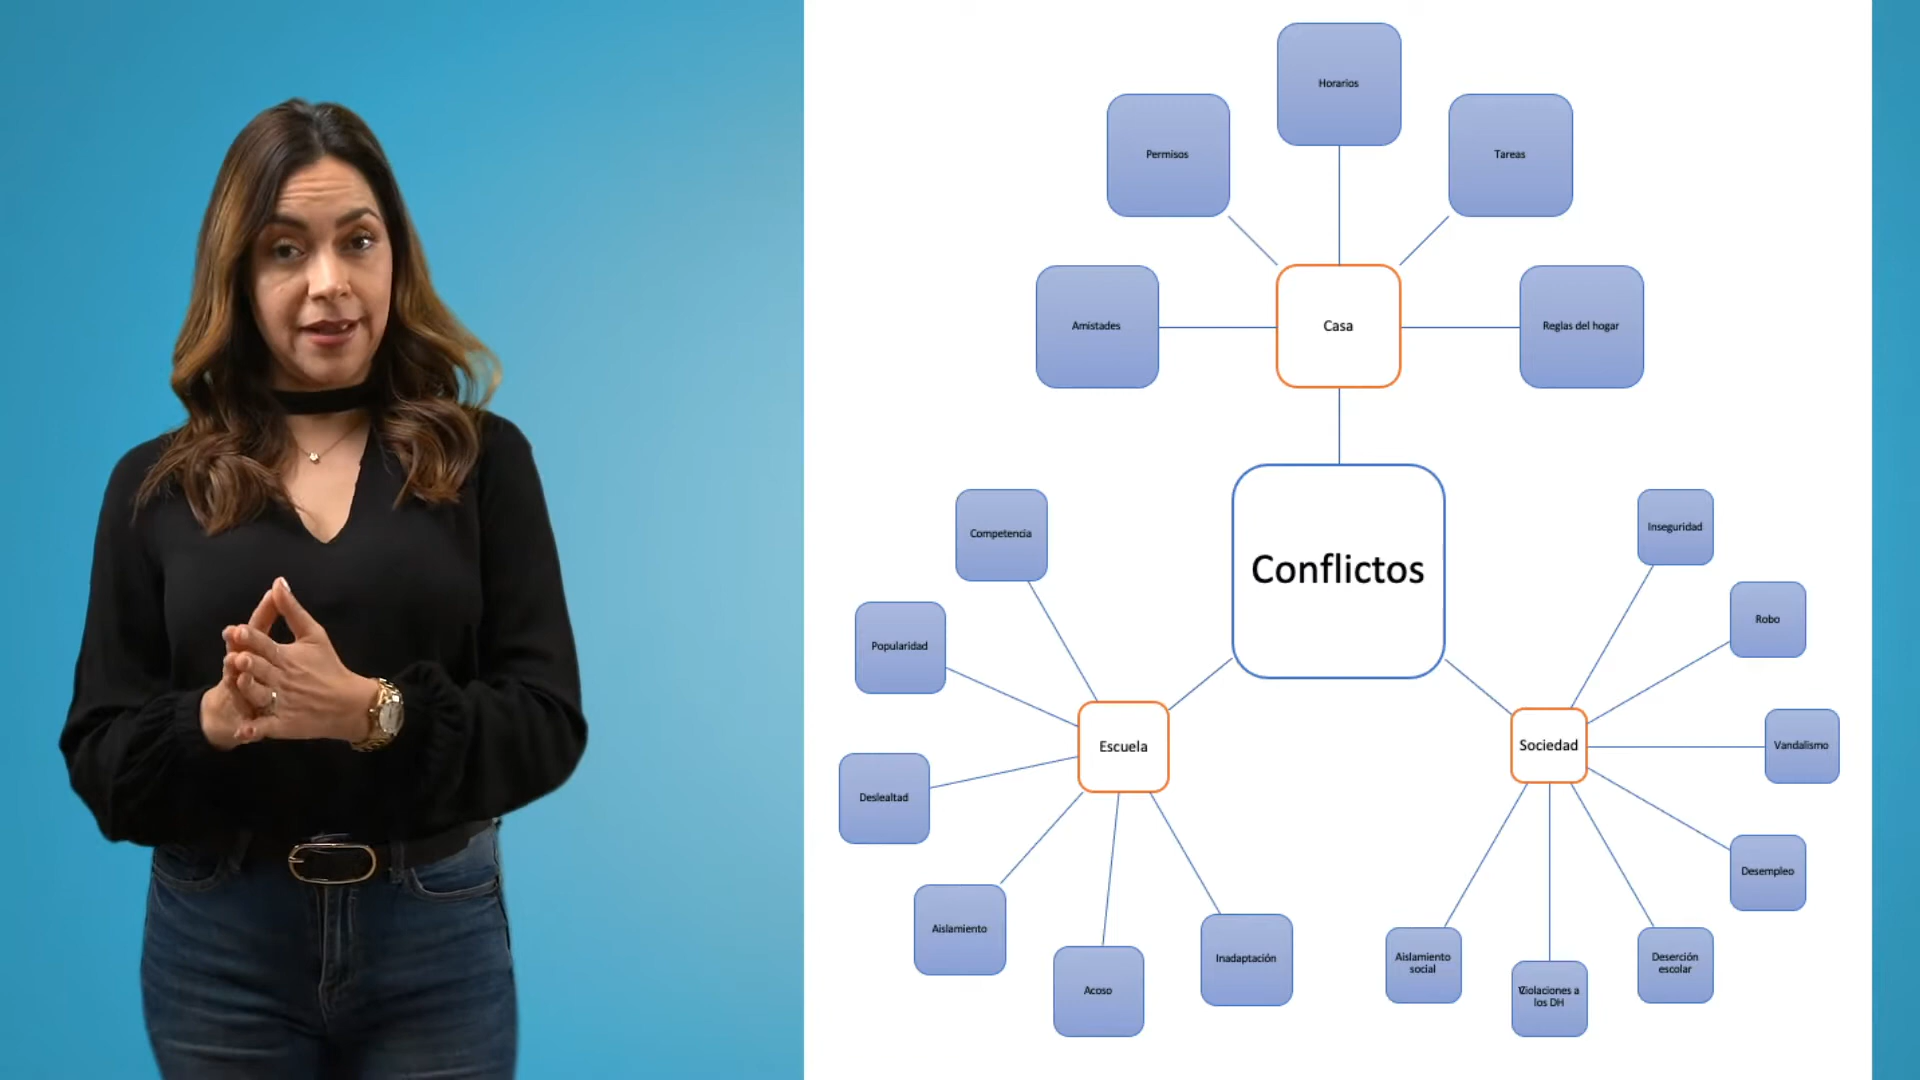 Horarios
Permisos
Tareas
Amistades
Casa
Reglas del hogar
Conflictos
Competencia
Popularidad
Escuela
Deslealtad
Aislamiento
Acoso
Inadaptación
Inseguridad
Robo
Sociedad
Vandalismo
Desempleo
Deserción
escolar
Violaciones a
los DH
Aislamiento
social